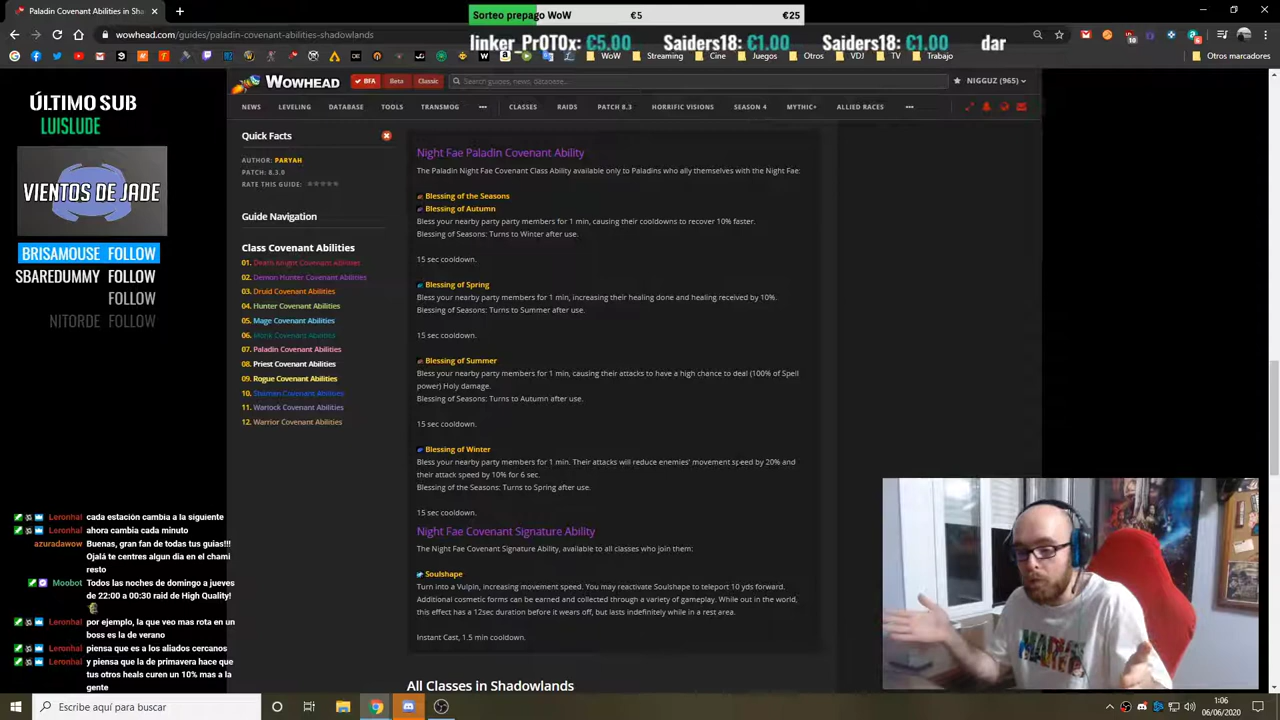 Paladin Covenant Abilities in Sha
Sorteo prepago WoW €5 €25
wowhead.com/guides/paladin-covenant-abilities-shadowlands
linker_PrOTOx: €5.00 Saiders18: €1.00 Saiders18: €1.00 dar
WoW Streaming Cine Juegos Otros VDJ TV Trabajo Otros marcadores
WOWHEAD BFA Beta Classic Search guides, news, database... NIGGUZ (965)
NEWS LEVELING DATABASE TOOLS TRANSMOG ••• CLASSES RAIDS PATCH 8.3 HORRIFIC VISIONS SEASON 4 MYTHIC+ ALLIED RACES •••
ÚLTIMO SUB
LUISLUDE
VIENTOS DE JADE
BRISAMOUSE FOLLOW
SBAREDUMMY FOLLOW
FOLLOW
NITORDE FOLLOW
Quick Facts
AUTHOR: PARYAH
PATCH: 8.3.0
RATE THIS GUIDE:
Guide Navigation
Class Covenant Abilities
01. Death Knight Covenant Abilities
02. Demon Hunter Covenant Abilities
03. Druid Covenant Abilities
04. Hunter Covenant Abilities
05. Mage Covenant Abilities
06. Monk Covenant Abilities
07. Paladin Covenant Abilities
08. Priest Covenant Abilities
09. Rogue Covenant Abilities
10. Shaman Covenant Abilities
11. Warlock Covenant Abilities
12. Warrior Covenant Abilities
Night Fae Paladin Covenant Ability
The Paladin Night Fae Covenant Class Ability available only to Paladins who ally themselves with the Night Fae:
Blessing of the Seasons
Blessing of Autumn
Bless your nearby party party members for 1 min, causing their cooldowns to recover 10% faster.
Blessing of Seasons: Turns to Winter after use.
15 sec cooldown.
Blessing of Spring
Bless your nearby party members for 1 min, increasing their healing done and healing received by 10%.
Blessing of Seasons: Turns to Summer after use.
15 sec cooldown.
Blessing of Summer
Bless your nearby party members for 1 min, causing their attacks to have a high chance to deal (100% of Spell
power) Holy damage.
Blessing of Seasons: Turns to Autumn after use.
15 sec cooldown.
Blessing of Winter
Bless your nearby party members for 1 min. Their attacks will reduce enemies' movement speed by 20% and
their attack speed by 10% for 6 sec.
Blessing of the Seasons: Turns to Spring after use.
15 sec cooldown.
Night Fae Covenant Signature Ability
The Night Fae Covenant Signature Ability, available to all classes who join them:
Soulshape
Turn into a Vulpin, increasing movement speed. You may reactivate Soulshape to teleport 10 yds forward.
Additional cosmetic forms can be earned and collected through a variety of gameplay. While out in the world,
this effect has a 12sec duration before it wears off, but lasts indefinitely while in a rest area.
Instant Cast, 1.5 min cooldown.
All Classes in Shadowlands
Leronhal cada estación cambia a la siguiente
Leronhal ahora cambia cada minuto
azuradawow Buenas, gran fan de todas tus guias!!!
Ojalá te centres algun dia en el chami
resto
Moobot Todos las noches de domingo a jueves
de 22:00 a 00:30 raid de High Quality!
Leronhal por ejemplo, la que veo mas rota en un
boss es la de verano
Leronhal piensa que es a los aliados cercanos
Leronhal y piensa que la de primavera hace que
tus otros heals curen un 10% mas a la
gente
Escribe aquí para buscar
1:06
06/06/2020